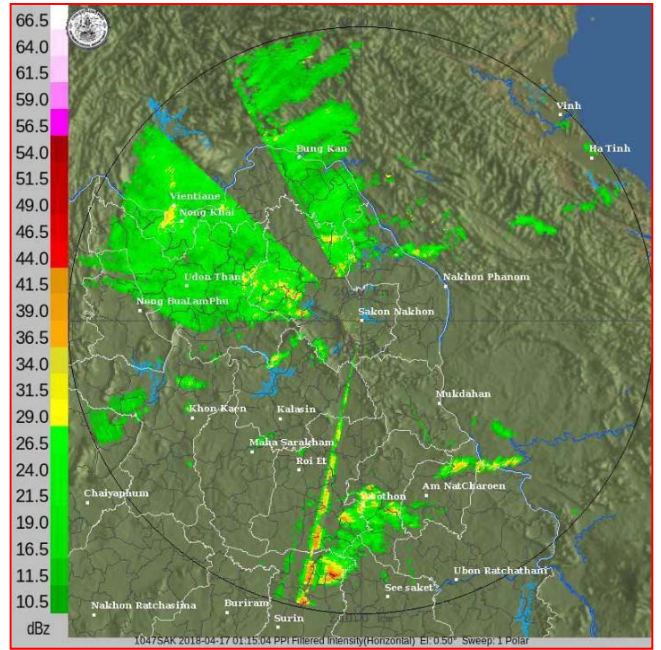 66.5
64.0
61.5
59.0
56.5
54.0
51.5
49.0
46.5
44.0
41.5
39.0
36.5
34.0
31.5
29.0
26.5
24.0
21.5
19.0
16.5
11.5
10.5
dBz
Vinh
Ha Tinh
Bung Kan
Vientiane
Nong Khai
Udon Than
Nakhon Phanom
Nong BuaLamPhu
Sakon Nakhon
Mukdahan
Khon Kaen
Kalasin
Maha Sarakham
Roi Et
Am NatCharoen
Chaiyaphum
Ubon Ratchathani
See saket
Nakhon Ratchasima
Buriram
Surin
1047SAK 2018-04-17 01:15:04 PPI Filtered Intensity(Horizontal) El: 0.50° Sweep: 1 Polar